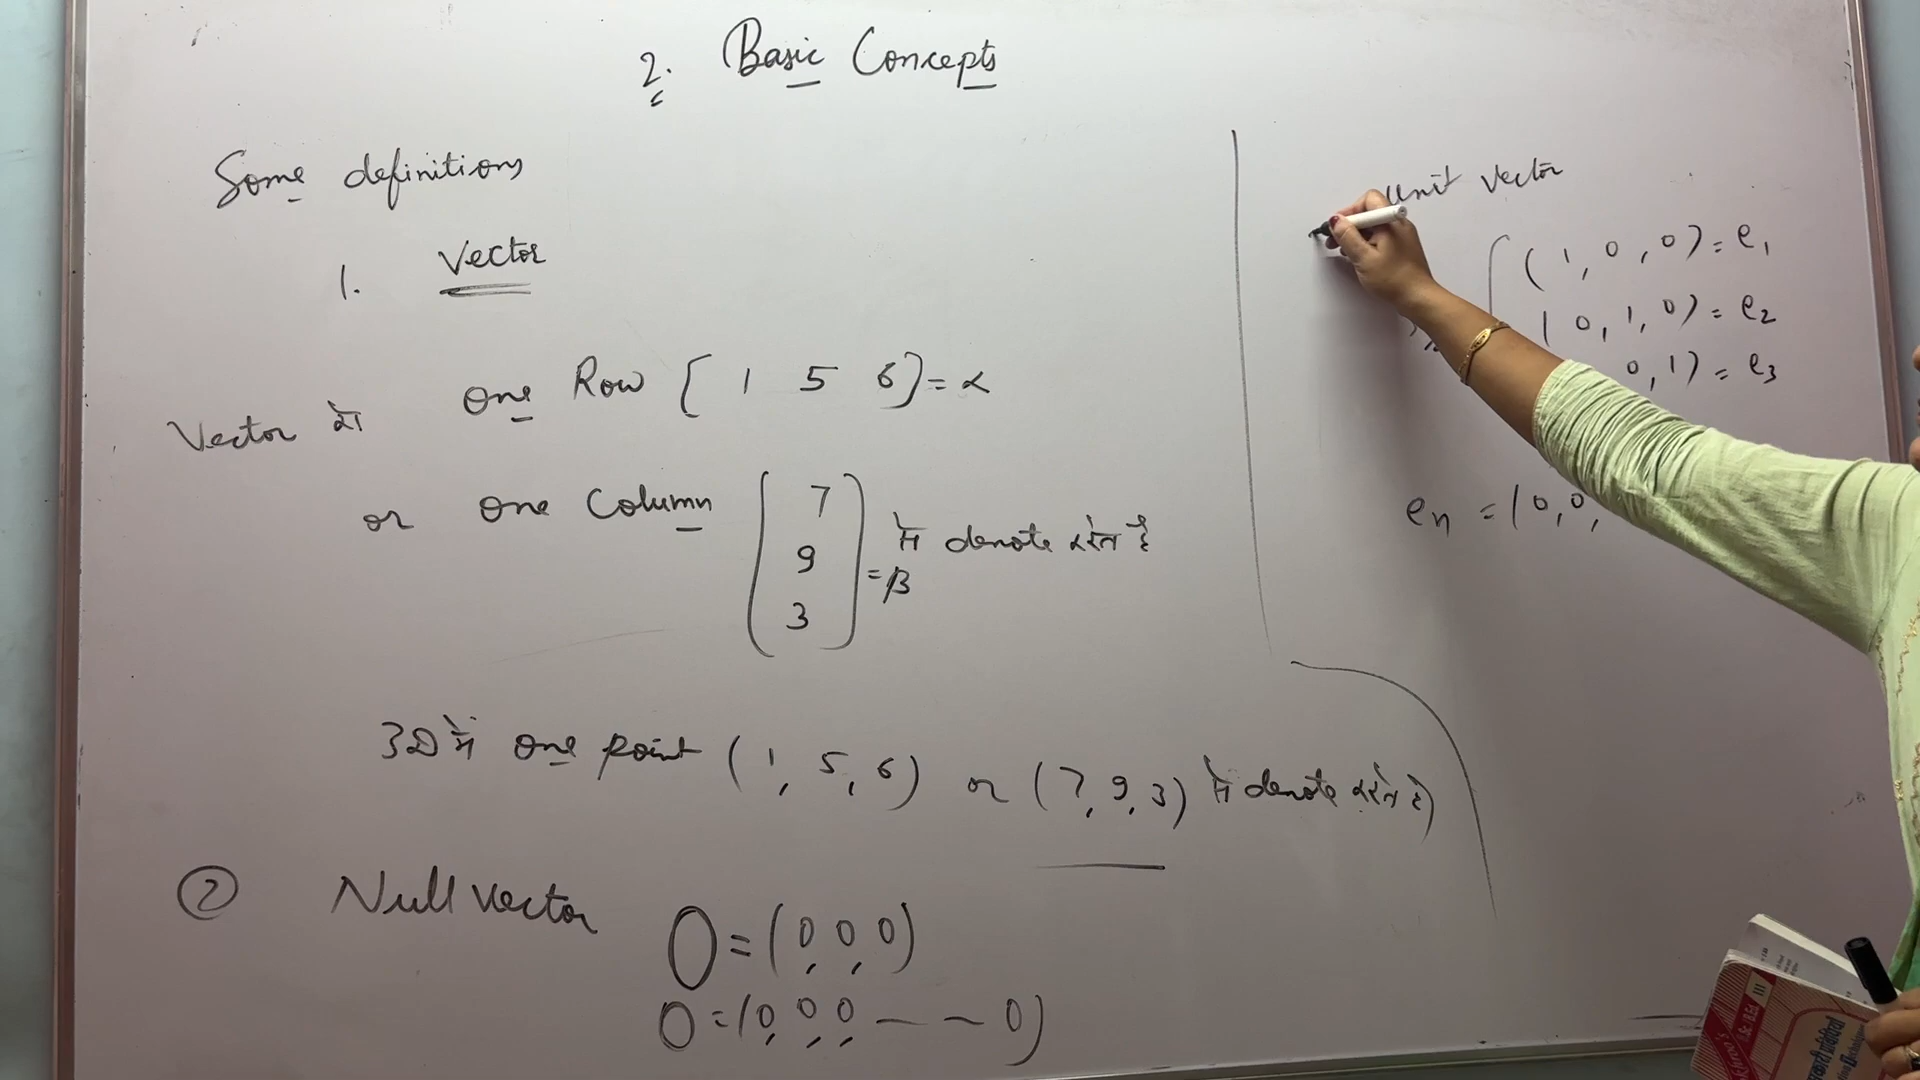 2. Basic Concepts
Some definitions
1. Vector
Vector को one Row [ 1 5 6 ] = α
or one Column ( 7 9 3 ) = β से denote करते है
3D में one point ( 1, 5, 6 ) or ( 7, 9, 3 ) से denote करते है
② Null vector
0 = ( 0, 0, 0 )
0 = ( 0, 0, 0, - - 0 )
unit vector
( 1, 0, 0 ) = e1
( 0, 1, 0 ) = e2
0, 1 ) = e3
en = ( 0, 0,
III